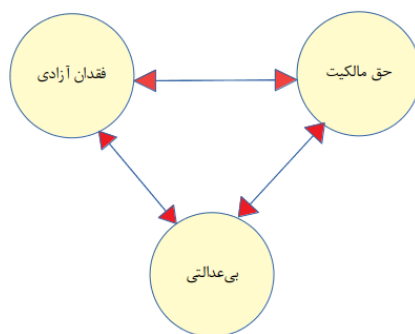 حق مالکیت
فقدان آزادی
بی‌عدالتی